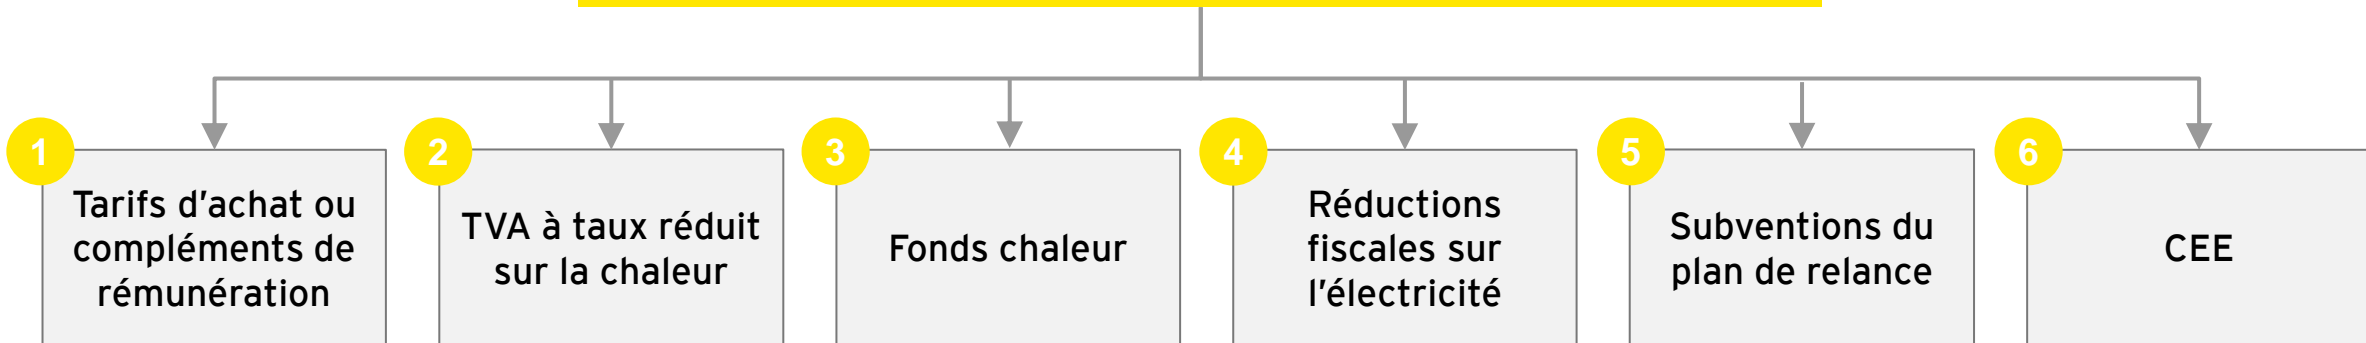 1
Tarifs d'achat ou
compléments de
rémunération
2
TVA à taux réduit
sur la chaleur
3
Fonds chaleur
4
Réductions
fiscales sur
l'électricité
5
Subventions du
plan de relance
6
CEE